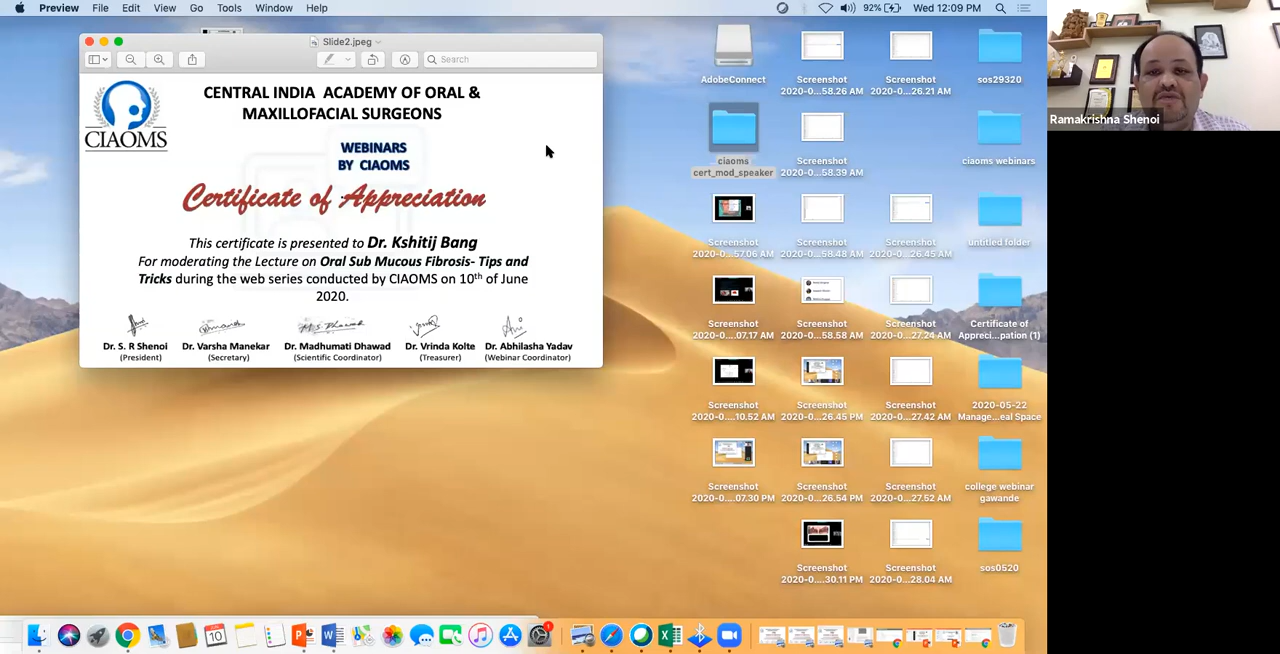 Preview File Edit View Go Tools Window Help
92% Wed 12:09 PM
Slide2.jpeg
Search
CIAOMS
CENTRAL INDIA ACADEMY OF ORAL &
MAXILLOFACIAL SURGEONS
WEBINARS
BY CIAOMS
Certificate of Appreciation
This certificate is presented to Dr. Kshitij Bang
For moderating the Lecture on Oral Sub Mucous Fibrosis- Tips and
Tricks during the web series conducted by CIAOMS on 10th of June
2020.
Dr. S. R Shenoi Dr. Varsha Manekar Dr. Madhumati Dhawad Dr. Vrinda Kolte Dr. Abhilasha Yadav
(President) (Secretary) (Scientific Coordinator) (Treasurer) (Webinar Coordinator)
AdobeConnect Screenshot Screenshot sos29320
2020-0...58.26 AM 2020-0...26.21 AM
ciaoms Screenshot ciaoms webinars
cert_mod_speaker 2020-0...58.39 AM
Screenshot Screenshot Screenshot untitled folder
2020-0...57.06 AM 2020-0...58.48 AM 2020-0...26.45 PM
Screenshot Screenshot Screenshot Certificate of
2020-0....07.17 AM 2020-0...58.58 AM 2020-0...27.24 AM Appreci...pation (1)
Screenshot Screenshot Screenshot 2020-05-22
2020-0....10.52 AM 2020-0...26.45 PM 2020-0...27.42 AM Manage...eal Space
Screenshot Screenshot Screenshot college webinar
2020-0...07.30 PM 2020-0...26.54 PM 2020-0...27.52 AM gawande
Screenshot Screenshot sos0520
2020-0....30.11 PM 2020-0...28.04 AM
Ramakrishna Shenoi
10
1